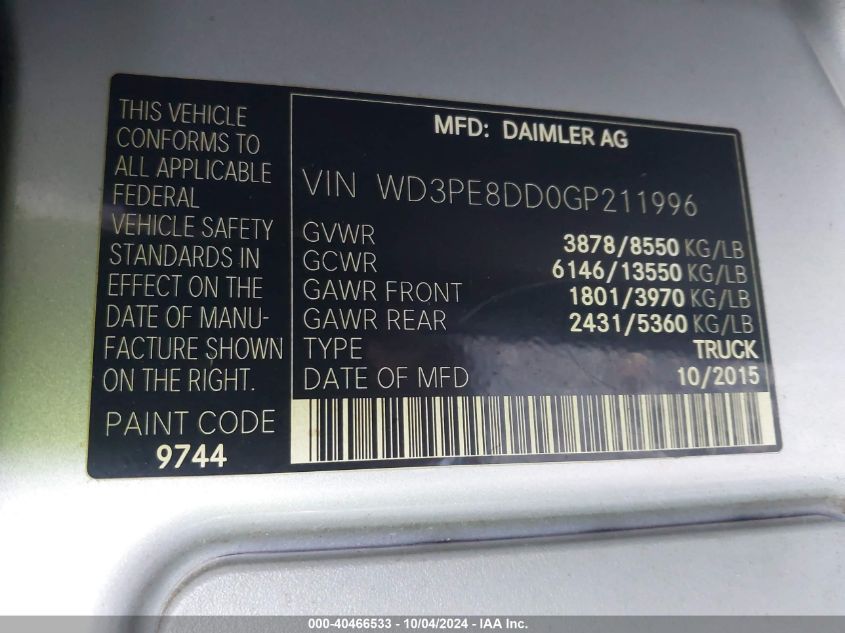 THIS VEHICLE
CONFORMS TO
ALL APPLICABLE
FEDERAL
VEHICLE SAFETY
STANDARDS IN
EFFECT ON THE
DATE OF MANU-
FACTURE SHOWN
ON THE RIGHT.
PAINT CODE
9744
MFD: DAIMLER AG
VIN WD3PE8DD0GP211996
GVWR 3878/8550 KG/LB
GCWR 6146/13550 KG/LB
GAWR FRONT 1801/3970 KG/LB
GAWR REAR 2431/5360 KG/LB
TYPE TRUCK
DATE OF MFD 10/2015
000-40466533 - 10/04/2024 - IAA Inc.